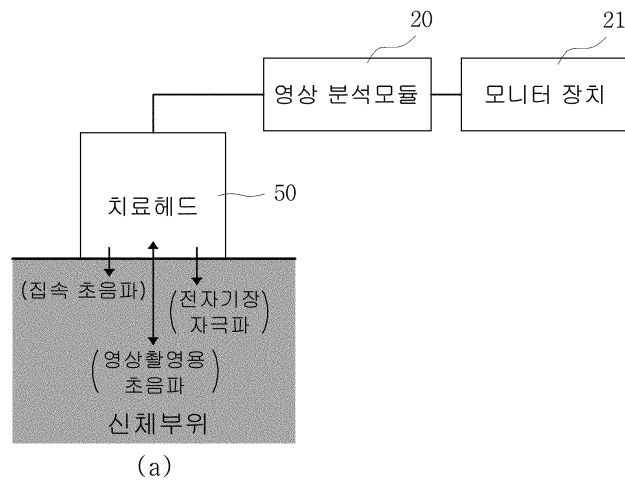 20
21
영상 분석모듈
모니터 장치
50
치료헤드
(집속 초음파)
(전자기장
자극파)
(영상촬영용
초음파)
신체부위
(a)